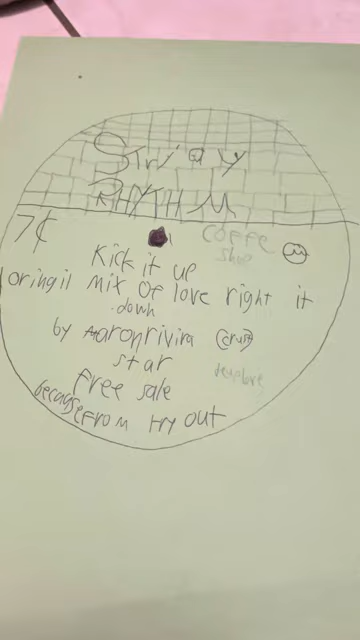 Striay
RHYTHM
7¢
coffe
shop
Kick it up
oringil mix of love right it
down
by Aaronrivira
star
free sale
because from try out